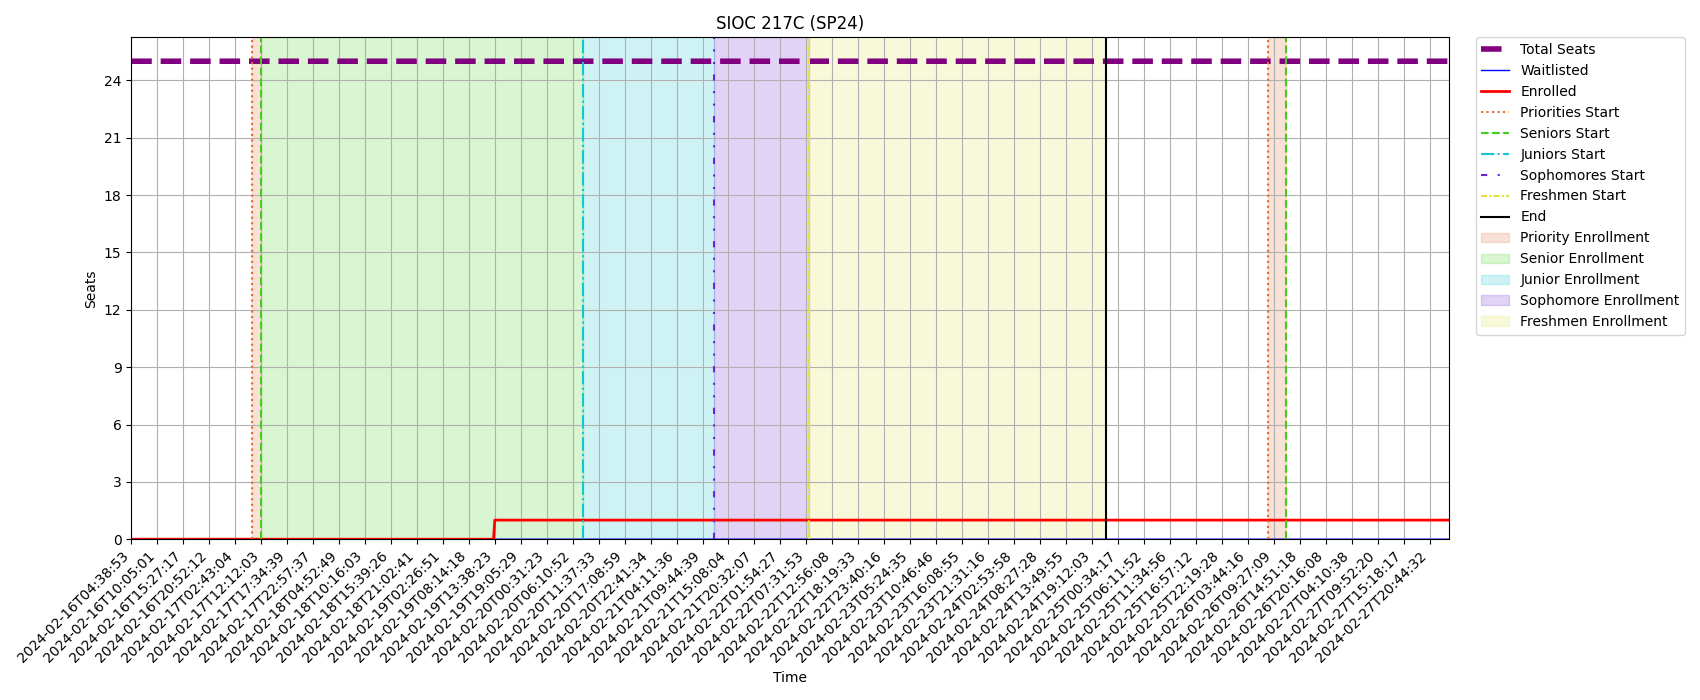 SIOC 217C (SP24)
Seats
24
21
18
15
12
9
6
3
0
2024-02-16T04:38:53
2024-02-16T10:05:01
2024-02-16T15:27:17
2024-02-16T20:52:12
2024-02-17T02:43:04
2024-02-17T12:12:03
2024-02-17T17:34:39
2024-02-17T22:57:37
2024-02-18T04:52:49
2024-02-18T10:16:03
2024-02-18T15:39:26
2024-02-18T21:02:41
2024-02-19T02:26:51
2024-02-19T08:14:18
2024-02-19T13:38:23
2024-02-19T19:05:29
2024-02-20T00:31:23
2024-02-20T06:10:52
2024-02-20T11:37:33
2024-02-20T17:08:59
2024-02-20T22:41:34
2024-02-21T04:11:36
2024-02-21T09:44:39
2024-02-21T15:08:04
2024-02-21T20:32:07
2024-02-22T01:54:27
2024-02-22T07:31:53
2024-02-22T12:56:08
2024-02-22T18:19:33
2024-02-22T23:40:16
2024-02-23T05:24:35
2024-02-23T10:46:46
2024-02-23T16:08:55
2024-02-23T21:31:16
2024-02-24T02:53:58
2024-02-24T08:27:28
2024-02-24T13:49:55
2024-02-24T19:12:03
2024-02-25T00:34:17
2024-02-25T06:11:52
2024-02-25T11:34:56
2024-02-25T16:57:12
2024-02-25T22:19:28
2024-02-26T03:44:16
2024-02-26T09:27:09
2024-02-26T14:51:18
2024-02-26T20:16:08
2024-02-27T04:10:38
2024-02-27T09:52:20
2024-02-27T15:18:17
2024-02-27T20:44:32
Time
Total Seats
Waitlisted
Enrolled
Priorities Start
Seniors Start
Juniors Start
Sophomores Start
Freshmen Start
End
Priority Enrollment
Senior Enrollment
Junior Enrollment
Sophomore Enrollment
Freshmen Enrollment